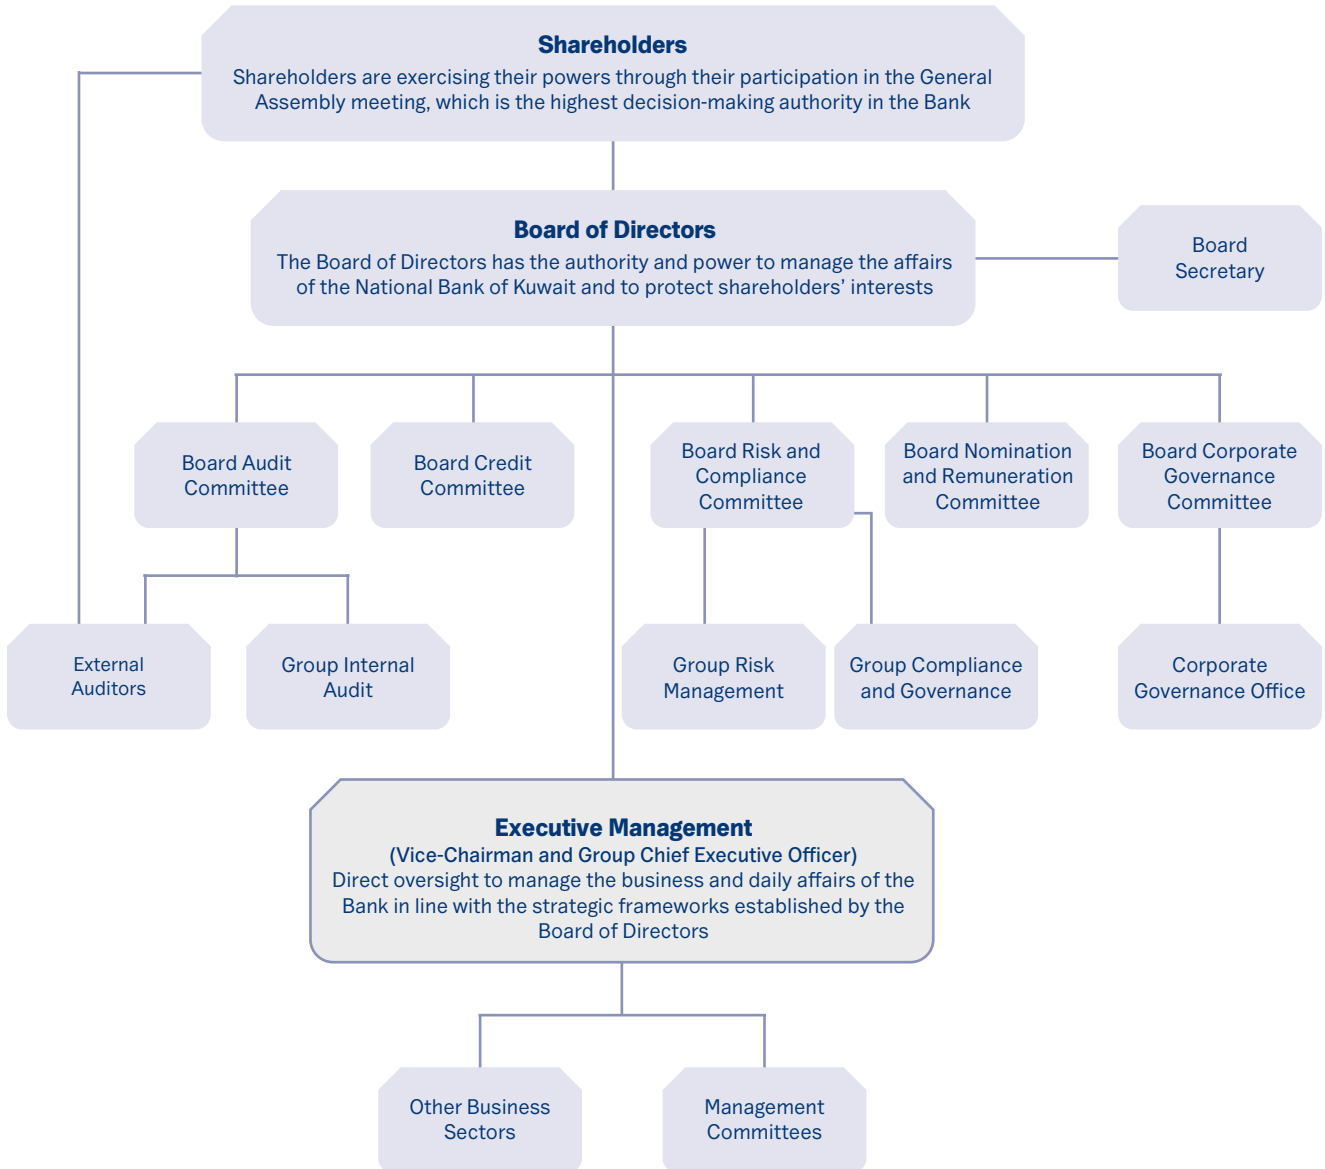 Shareholders
Shareholders are exercising their powers through their participation in the General
Assembly meeting, which is the highest decision-making authority in the Bank
Board of Directors
The Board of Directors has the authority and power to manage the affairs
of the National Bank of Kuwait and to protect shareholders’ interests
Board
Secretary
Board Audit
Committee
Board Credit
Committee
Board Risk and
Compliance
Committee
Board Nomination
and Remuneration
Committee
Board Corporate
Governance
Committee
External
Auditors
Group Internal
Audit
Group Risk
Management
Group Compliance
and Governance
Corporate
Governance Office
Executive Management
(Vice-Chairman and Group Chief Executive Officer)
Direct oversight to manage the business and daily affairs of the
Bank in line with the strategic frameworks established by the
Board of Directors
Other Business
Sectors
Management
Committees